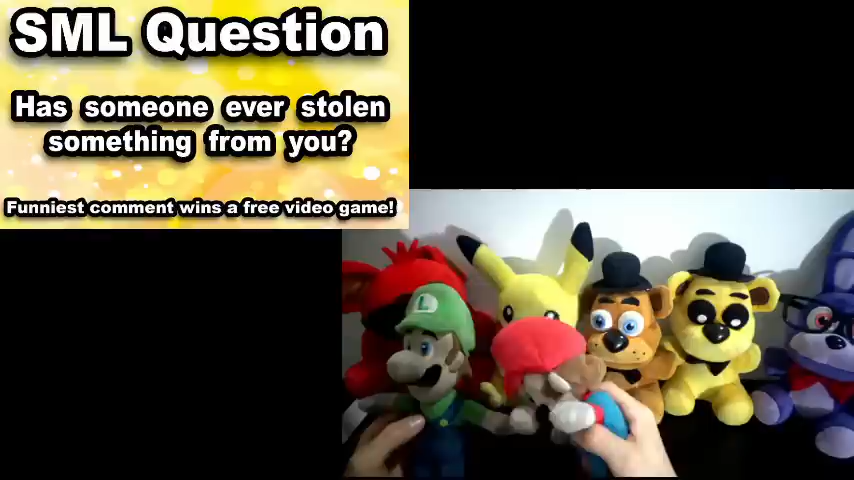 SML Question
Has someone ever stolen
something from you?
Funniest comment wins a free video game!
L